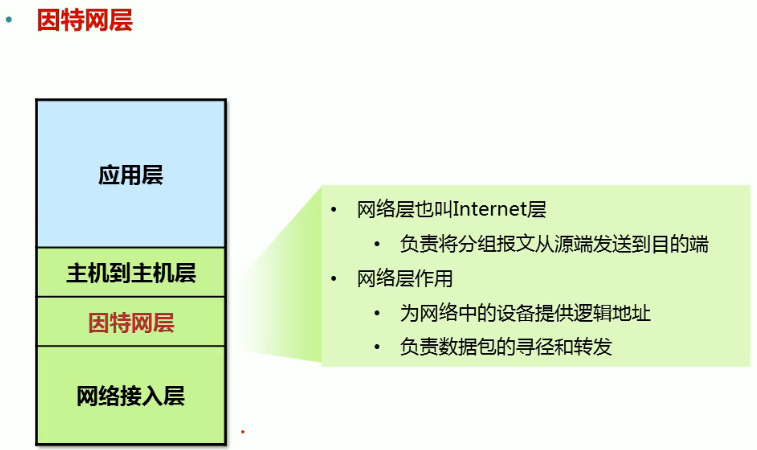 因特网层
应用层
主机到主机层
因特网层
网络接入层
网络层也叫Internet层
负责将分组报文从源端发送到目的端
网络层作用
为网络中的设备提供逻辑地址
负责数据包的寻径和转发